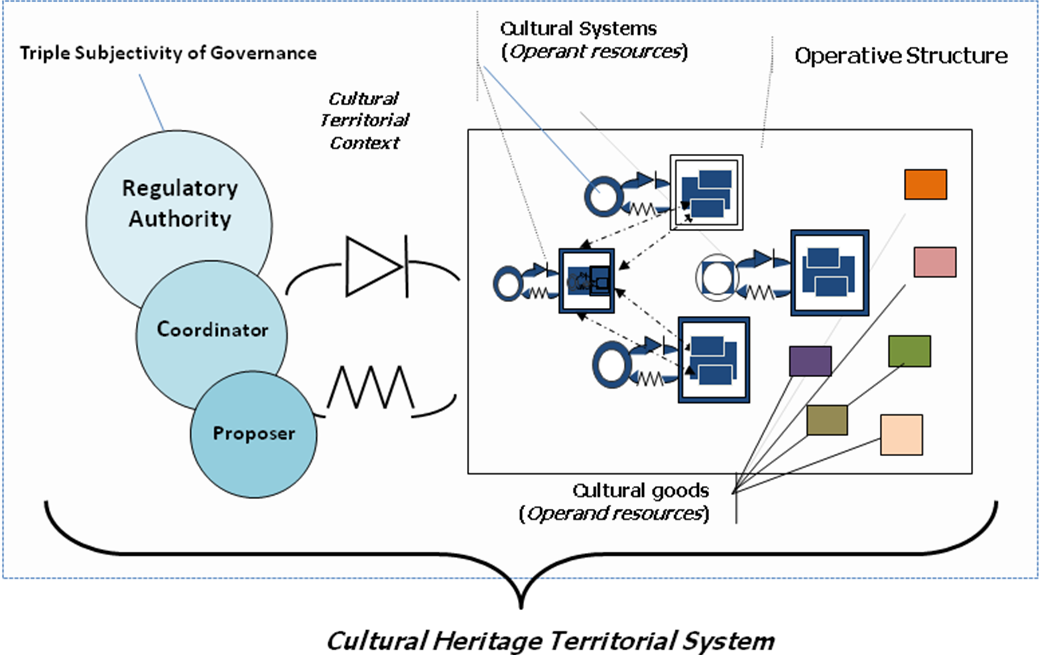 Triple Subjectivity of Governance
Cultural Systems
(Operant resources)
Operative Structure
Cultural
Territorial
Context
Regulatory
Authority
Coordinator
Proposer
Cultural goods
(Operand resources)
Cultural Heritage Territorial System